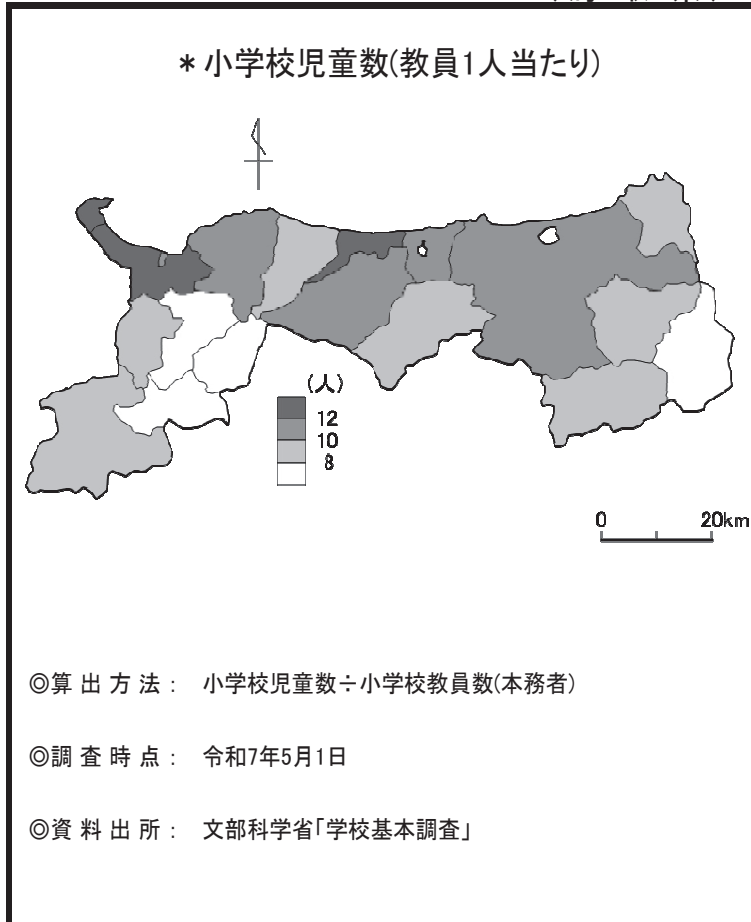 *小学校児童数(教員1人当たり)
(人)
12
10
8
0 20km
◎算出方法： 小学校児童数÷小学校教員数(本務者)
◎調査時点： 令和7年5月1日
◎資料出所： 文部科学省「学校基本調査」